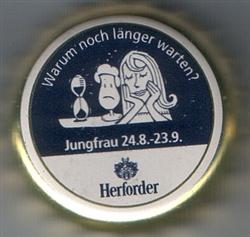 Warum noch länger warten?
Jungfrau 24.8.-23.9.
Herforder